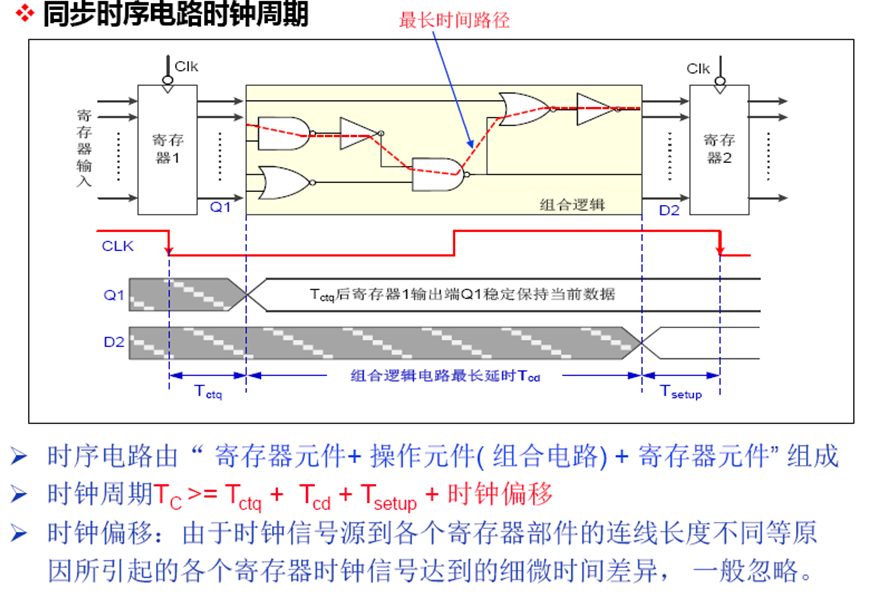 ❖ 同步时序电路时钟周期
最长时间路径
Clk
Clk
寄存器输入
寄存器1
寄存器2
Q1
组合逻辑
D2
CLK
Q1
Tctq后寄存器1输出端Q1稳定保持当前数据
D2
Tctq
组合逻辑电路最长延时Tcd
Tsetup
➢ 时序电路由“ 寄存器元件+ 操作元件( 组合电路) + 寄存器元件” 组成
➢ 时钟周期TC >= Tctq + Tcd + Tsetup + 时钟偏移
➢ 时钟偏移：由于时钟信号源到各个寄存器部件的连线长度不同等原
因所引起的各个寄存器时钟信号达到的细微时间差异， 一般忽略。